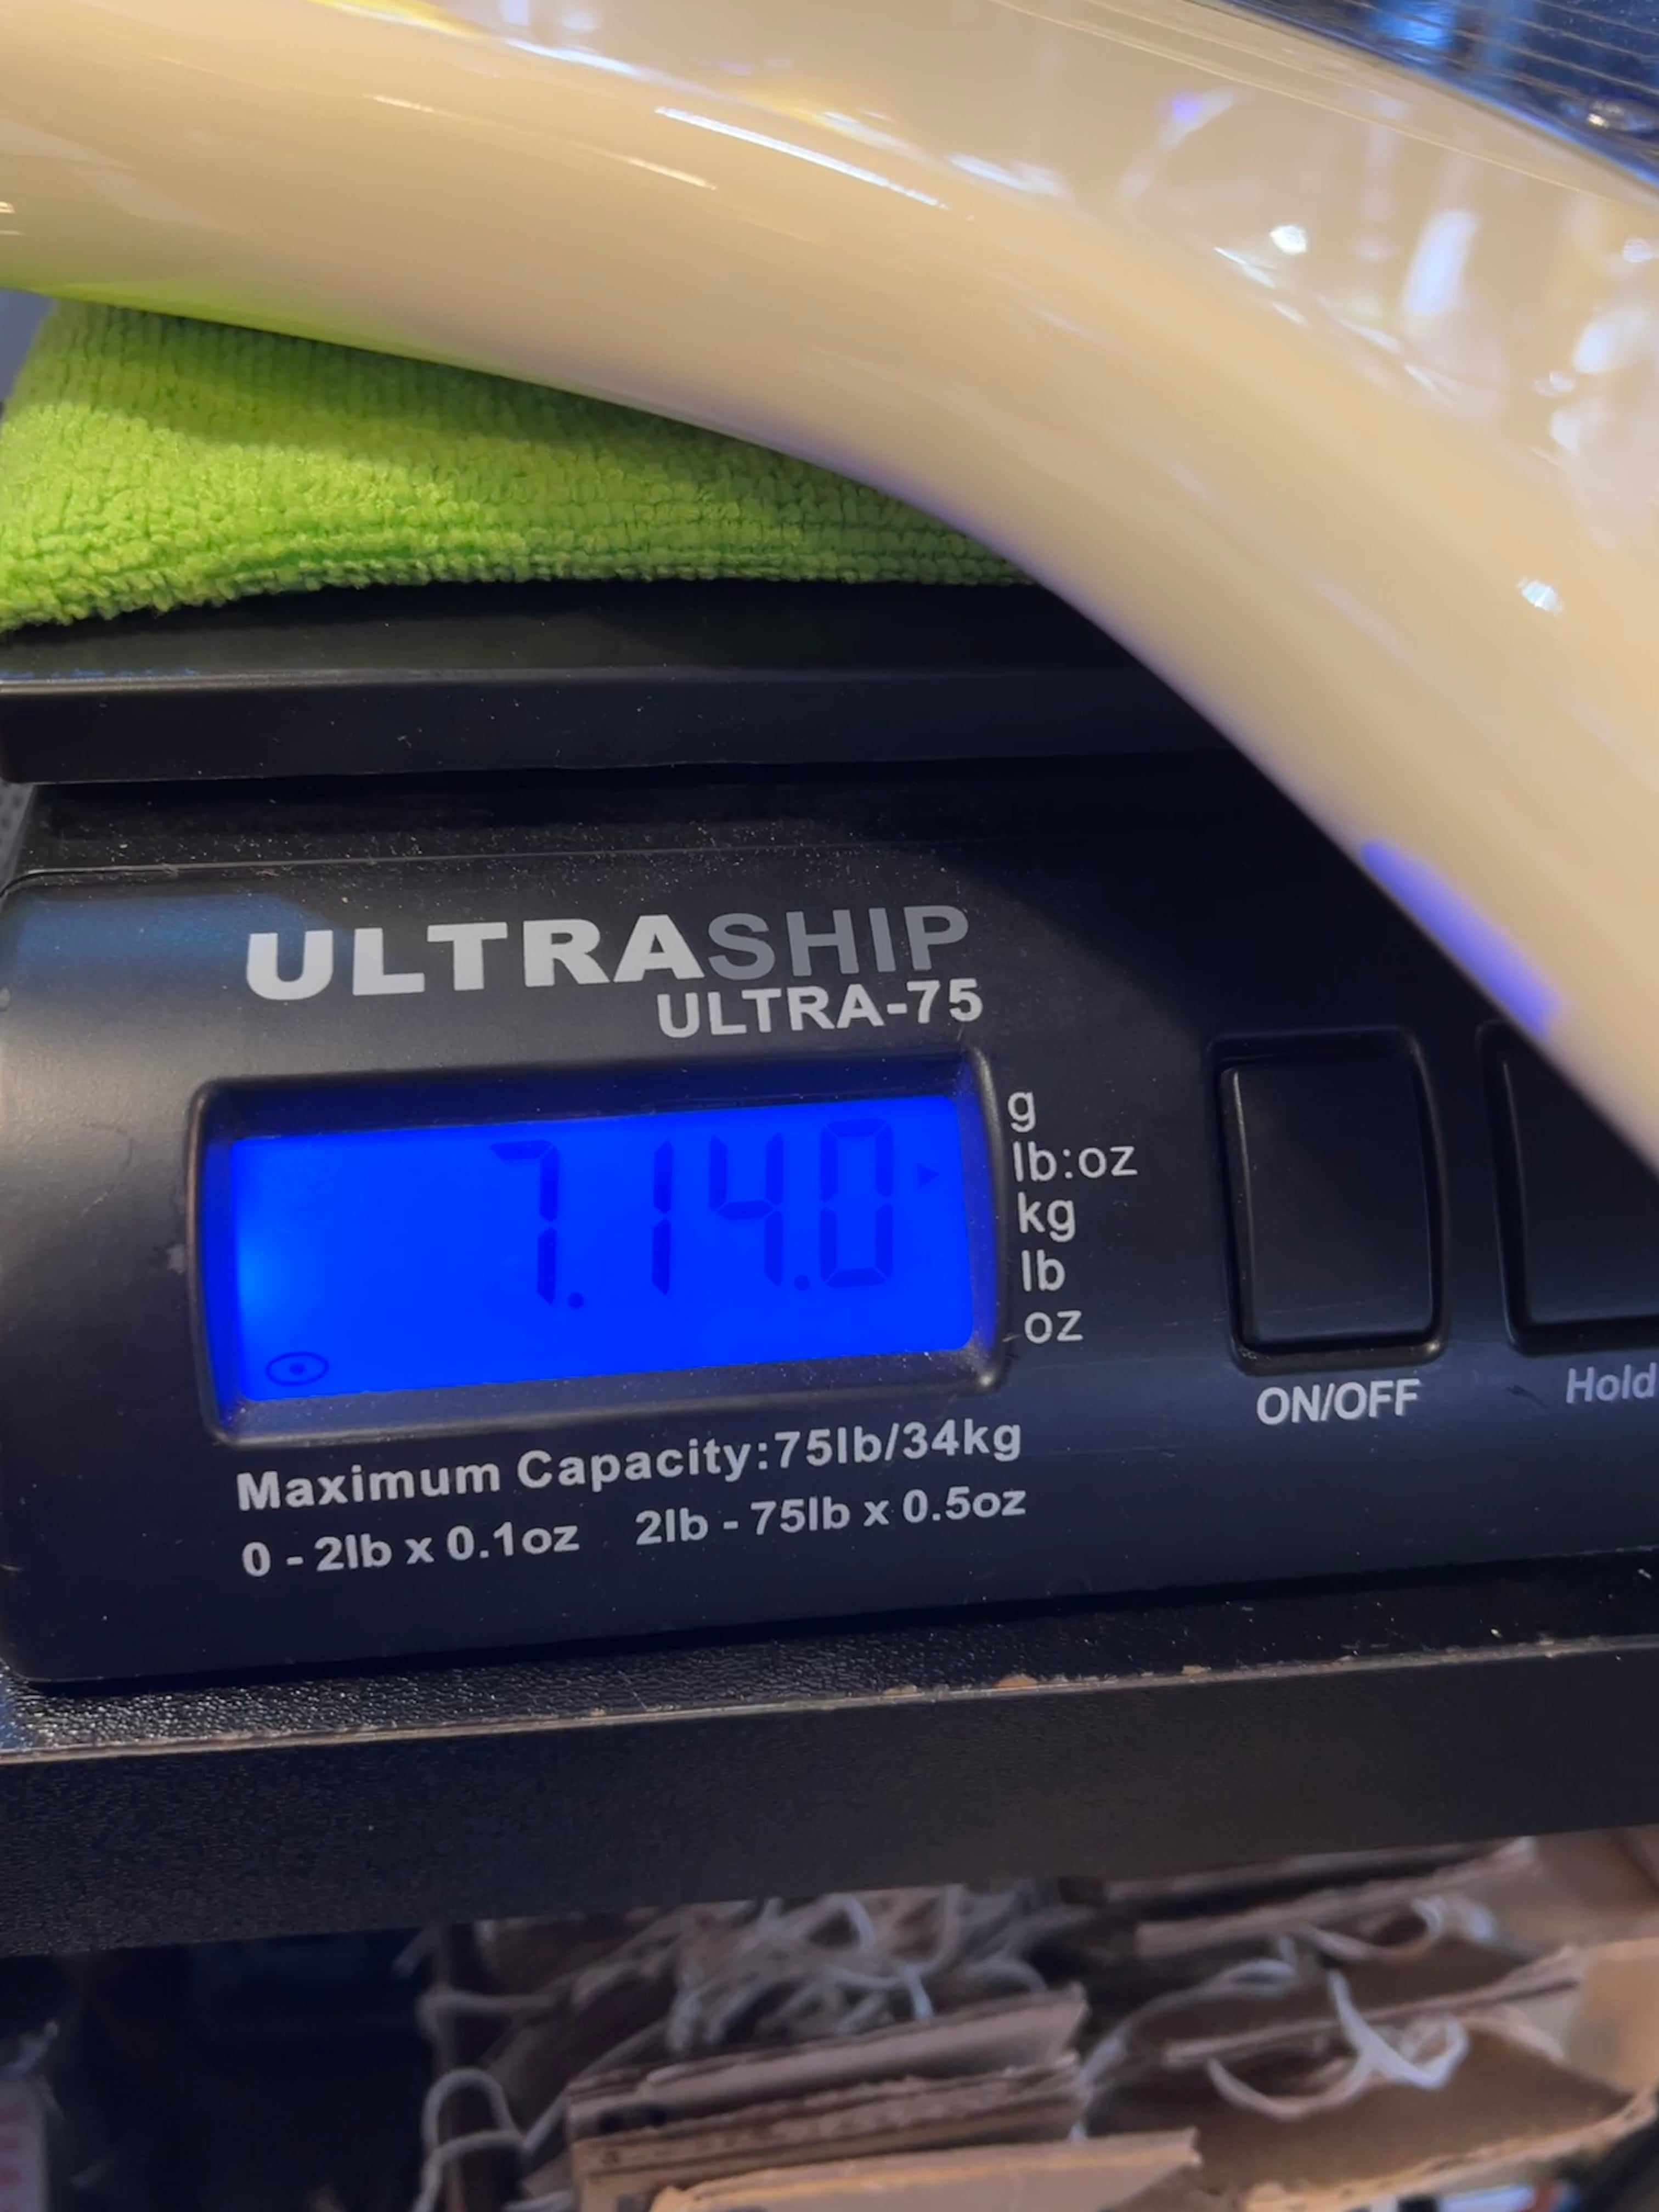 ULTRASHIP
ULTRA-75
7.14.0
g
lb:oz
kg
lb
oz
ON/OFF
Hold
Maximum Capacity:75lb/34kg
0 - 2lb x 0.1oz 2lb - 75lb x 0.5oz